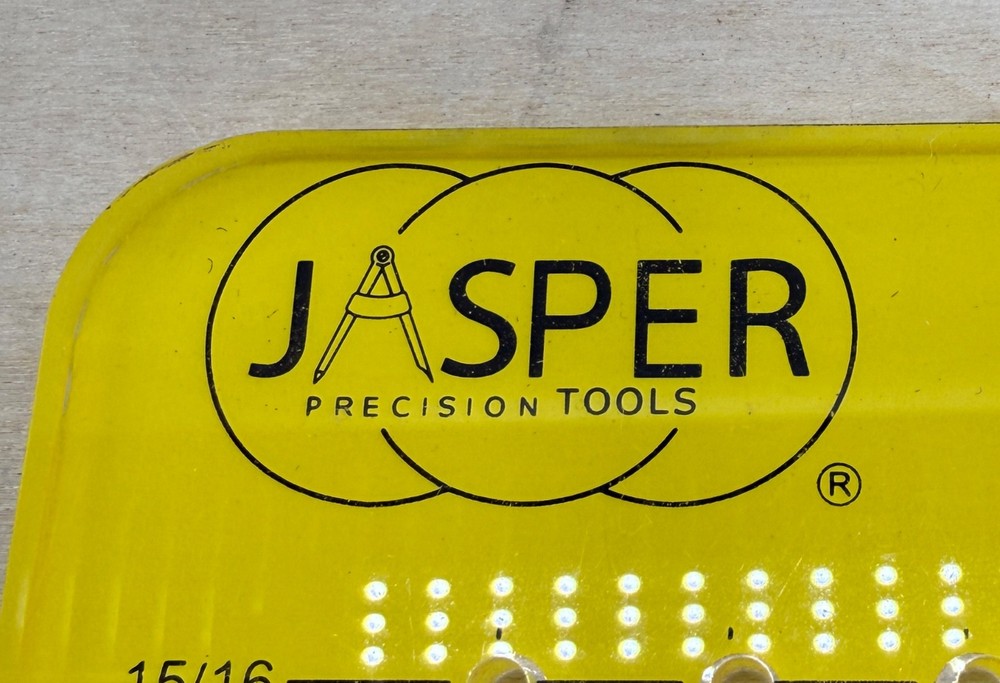 JASPER
PRECISION TOOLS
®
15/16